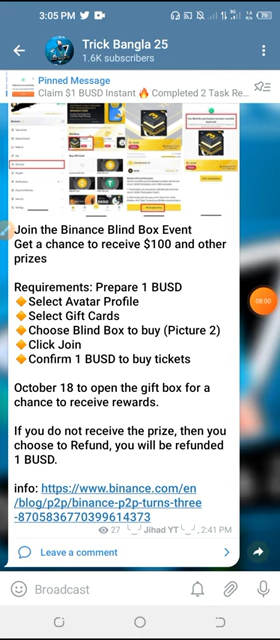 3:05 PM
Trick Bangla 25
1.6K subscribers
Pinned Message
Claim $1 BUSD Instant 🔥 Completed 2 Task Re...
Join the Binance Blind Box Event
Get a chance to receive $100 and other
prizes
Requirements: Prepare 1 BUSD
🔶Select Avatar Profile
🔶Select Gift Cards
🔶Choose Blind Box to buy (Picture 2)
🔶Click Join
🔶Confirm 1 BUSD to buy tickets
08:00
October 18 to open the gift box for a
chance to receive rewards.
If you do not receive the prize, then you
choose to Refund, you will be refunded
1 BUSD.
info: https://www.binance.com/en
/blog/p2p/binance-p2p-turns-three
-8705836770399614373
27 ╰‿╯Jihad YT╰‿╯, 2:41 PM
Leave a comment
Broadcast